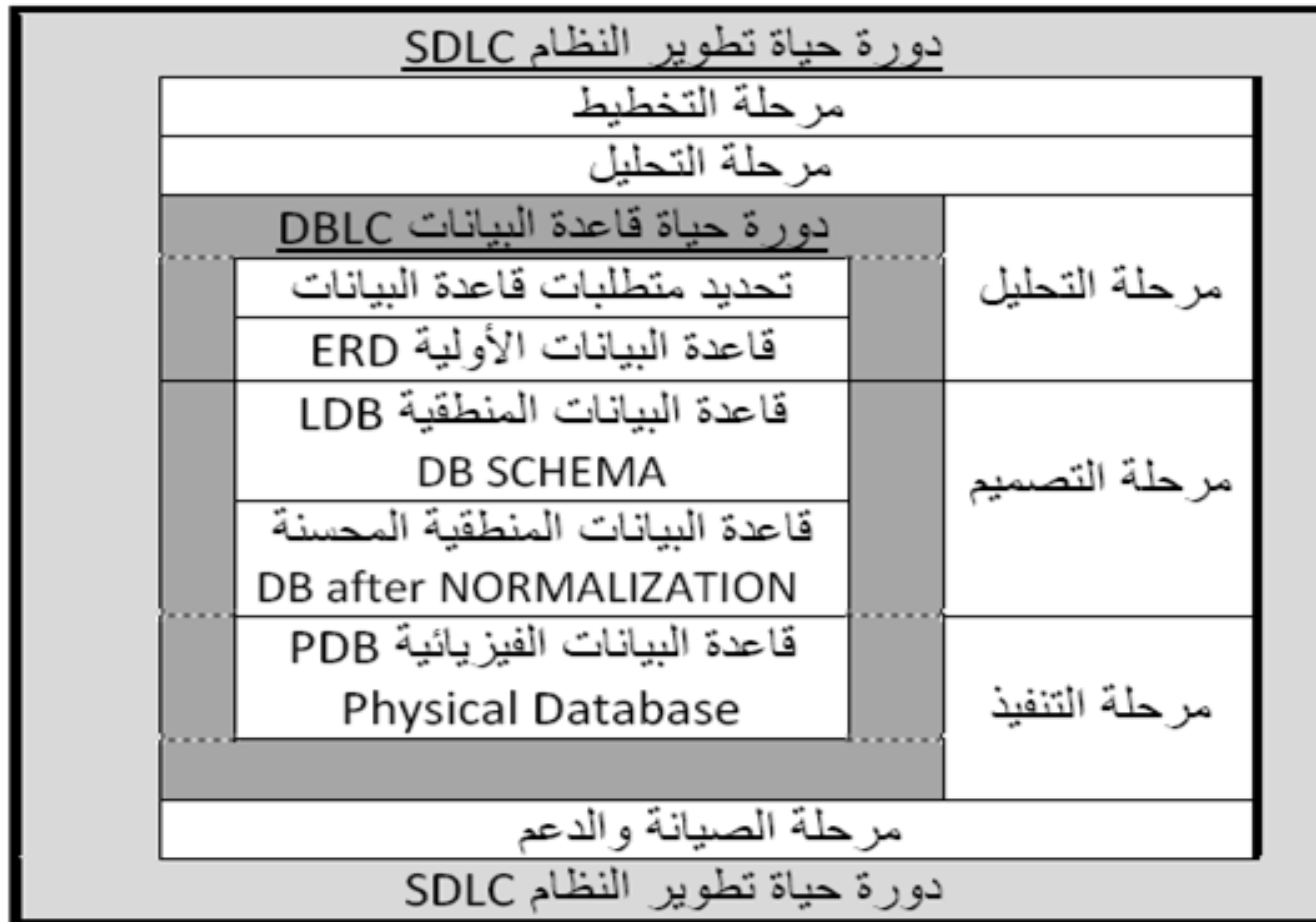 دورة حياة تطوير النظام SDLC
مرحلة التخطيط
مرحلة التحليل
مرحلة التحليل
دورة حياة قاعدة البيانات DBLC
تحديد متطلبات قاعدة البيانات
قاعدة البيانات الأولية ERD
مرحلة التصميم
قاعدة البيانات المنطقية LDB
DB SCHEMA
قاعدة البيانات المنطقية المحسنة
DB after NORMALIZATION
مرحلة التنفيذ
قاعدة البيانات الفيزيائية PDB
Physical Database
مرحلة الصيانة والدعم
دورة حياة تطوير النظام SDLC